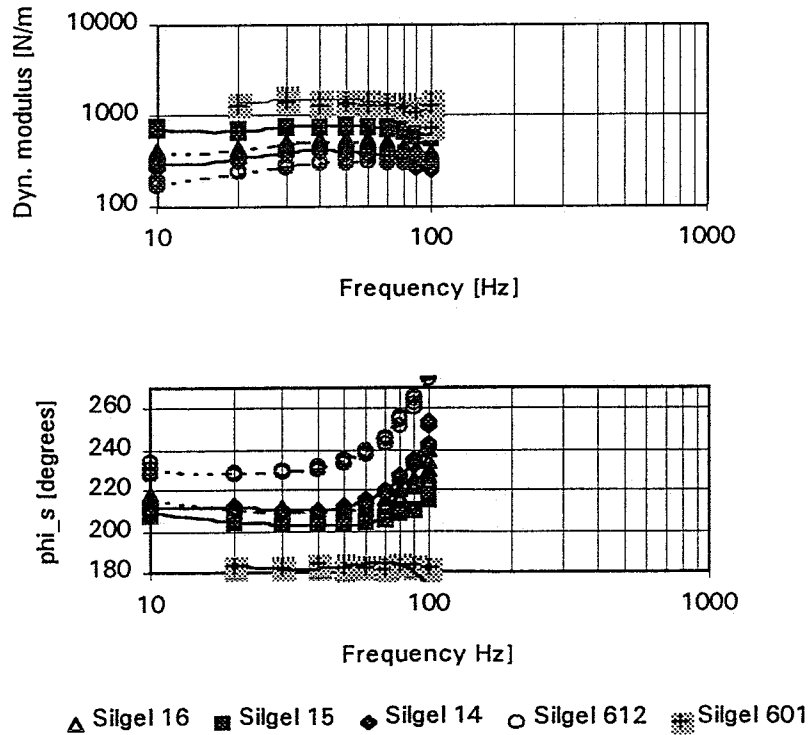 10000
1000
100
Dyn. modulus [N/m
10 100 1000
Frequency [Hz]
260
240
220
200
180
phi_s [degrees]
10 100 1000
Frequency Hz]
Silgel 16 Silgel 15 Silgel 14 Silgel 612 Silgel 601